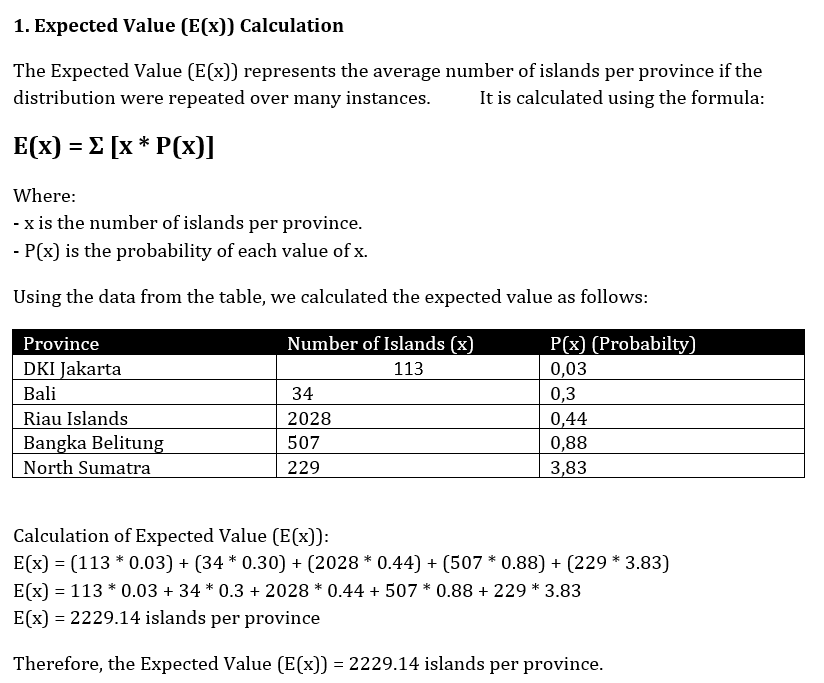 1. Expected Value (E(x)) Calculation
The Expected Value (E(x)) represents the average number of islands per province if the
distribution were repeated over many instances. It is calculated using the formula:
E(x) = Σ [x * P(x)]
Where:
- x is the number of islands per province.
- P(x) is the probability of each value of x.
Using the data from the table, we calculated the expected value as follows:
Province Number of Islands (x) P(x) (Probabilty)
DKI Jakarta 113 0,03
Bali 34 0,3
Riau Islands 2028 0,44
Bangka Belitung 507 0,88
North Sumatra 229 3,83
Calculation of Expected Value (E(x)):
E(x) = (113 * 0.03) + (34 * 0.30) + (2028 * 0.44) + (507 * 0.88) + (229 * 3.83)
E(x) = 113 * 0.03 + 34 * 0.3 + 2028 * 0.44 + 507 * 0.88 + 229 * 3.83
E(x) = 2229.14 islands per province
Therefore, the Expected Value (E(x)) = 2229.14 islands per province.